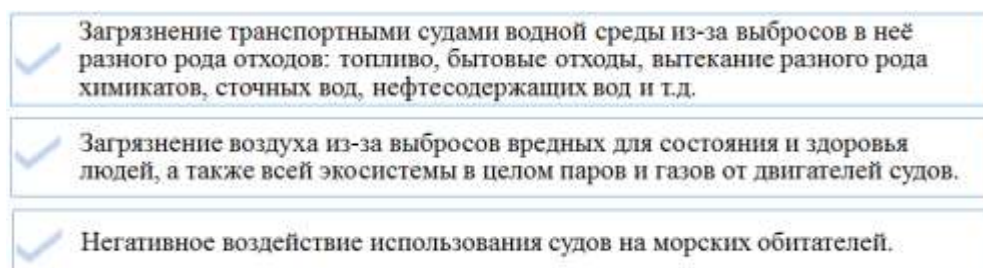 Загрязнение транспортными судами водной среды из-за выбросов в неё
разного рода отходов: топливо, бытовые отходы, вытекание разного рода
химикатов, сточных вод, нефтесодержащих вод и т.д.
Загрязнение воздуха из-за выбросов вредных для состояния и здоровья
людей, а также всей экосистемы в целом паров и газов от двигателей судов.
Негативное воздействие использования судов на морских обитателей.